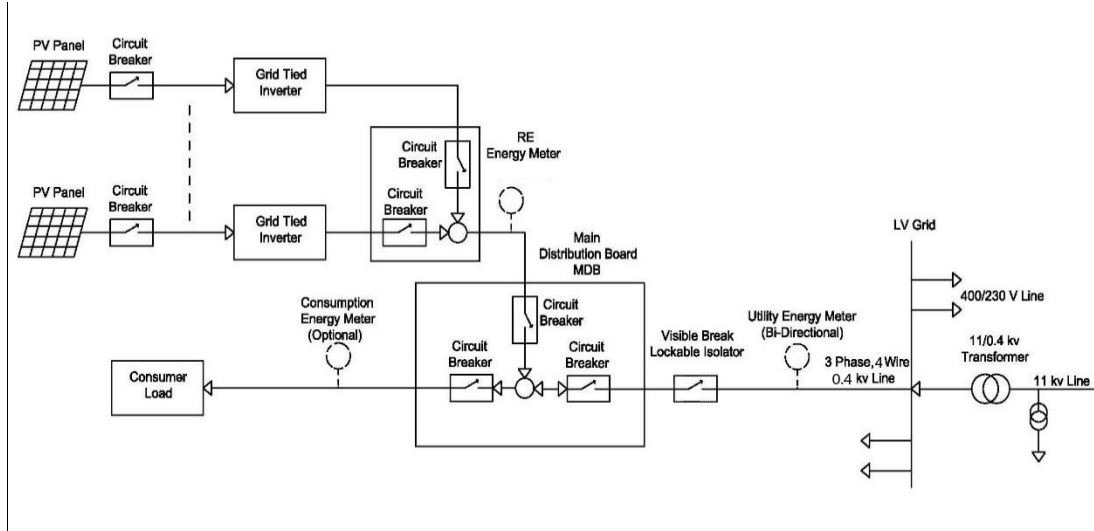 PV Panel
Circuit
Breaker
Grid Tied
Inverter
Circuit
Breaker
RE
Energy Meter
PV Panel
Circuit
Breaker
Grid Tied
Inverter
Circuit
Breaker
Main
Distribution Board
MDB
LV Grid
400/230 V Line
Consumption
Energy Meter
(Optional)
Circuit
Breaker
Circuit
Breaker
Circuit
Breaker
Visible Break
Lockable Isolator
Utility Energy Meter
(Bi-Directional)
3 Phase,4 Wire
0.4 kv Line
11/0.4 kv
Transformer
11 kv Line
Consumer
Load